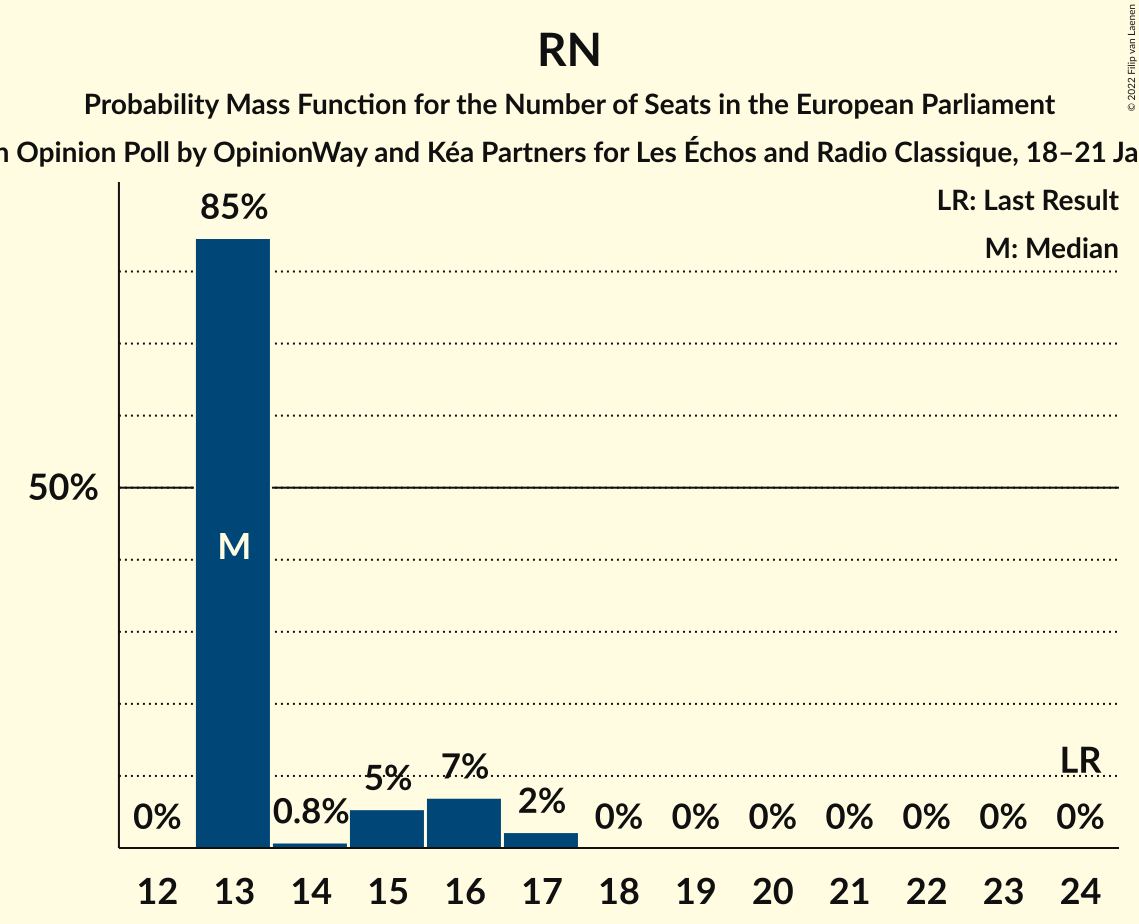 RN
Probability Mass Function for the Number of Seats in the European Parliament
Opinion Poll by OpinionWay and Kéa Partners for Les Échos and Radio Classique, 18–21
© 2022 Filip van Laenen
LR: Last Result
M: Median
85%
50%
M
LR
0% 0.8% 5% 7% 2% 0% 0% 0% 0% 0% 0% 0%
12 13 14 15 16 17 18 19 20 21 22 23 24